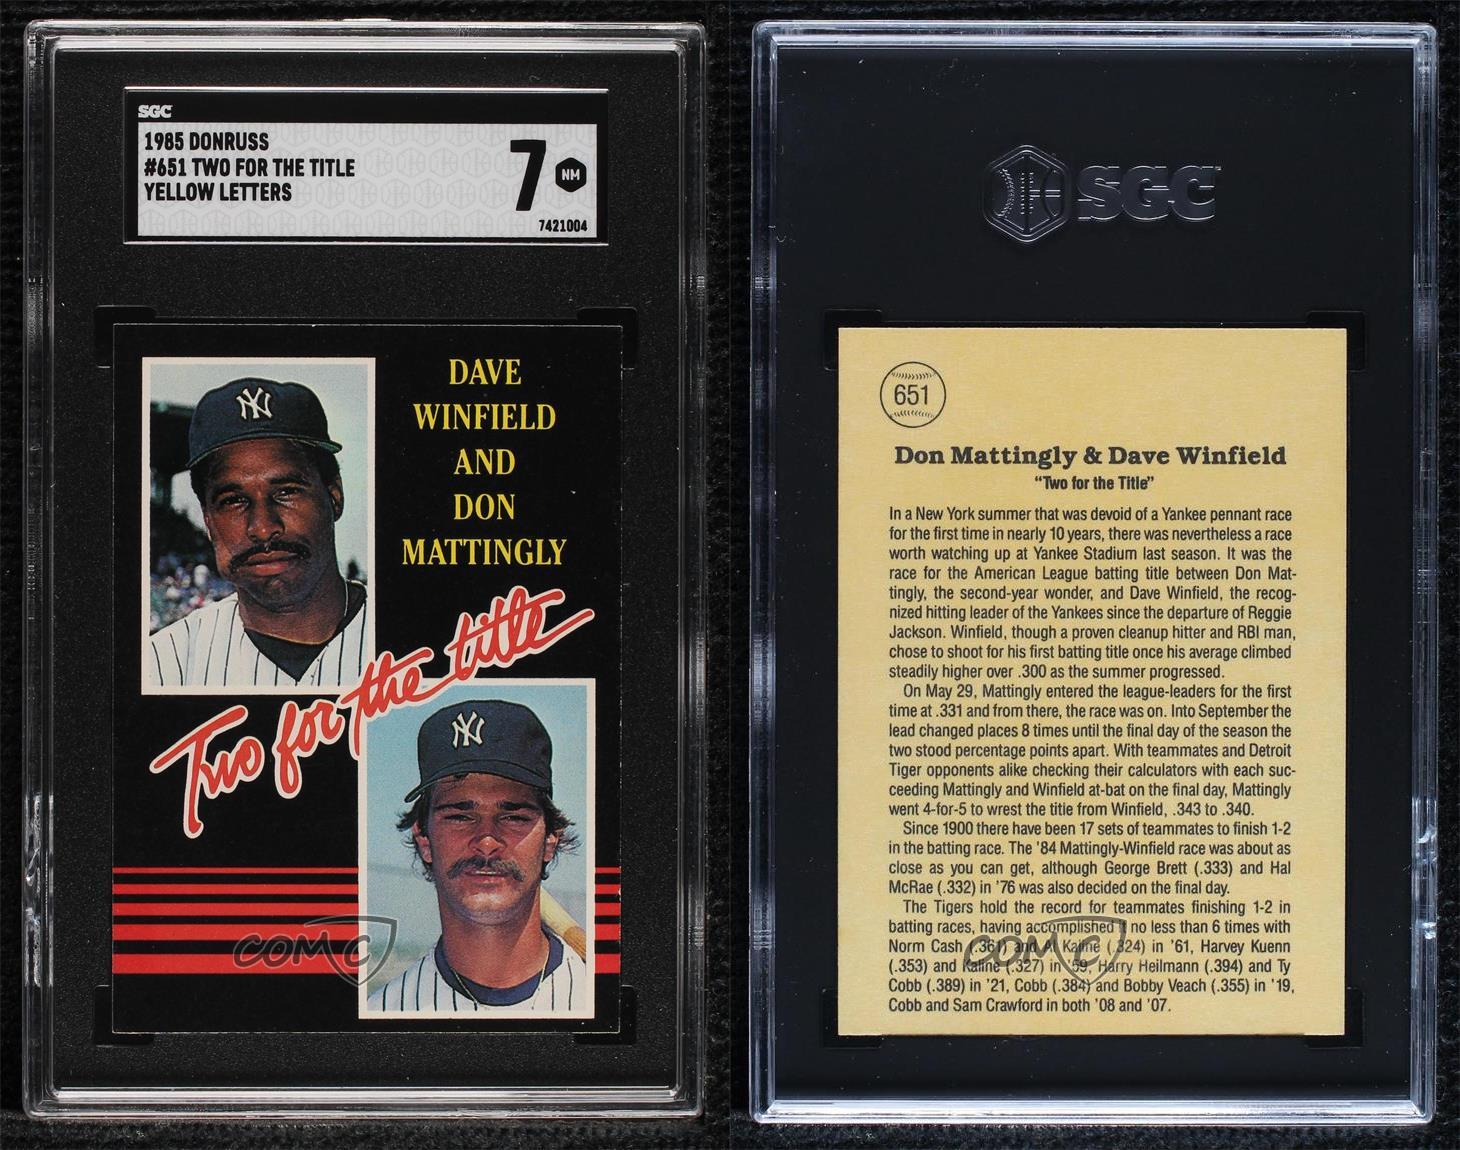 SGC
1985 DONRUSS
#651 TWO FOR THE TITLE
YELLOW LETTERS
7
NM
7421004
NY
DAVE
WINFIELD
AND
DON
MATTINGLY
Two for the title
NY
COMC
SGC
651
Don Mattingly & Dave Winfield
"Two for the Title"
In a New York summer that was devoid of a Yankee pennant race
for the first time in nearly 10 years, there was nevertheless a race
worth watching up at Yankee Stadium last season. It was the
race for the American League batting title between Don Mat-
tingly, the second-year wonder, and Dave Winfield, the recog-
nized hitting leader of the Yankees since the departure of Reggie
Jackson. Winfield, though a proven cleanup hitter and RBI man,
chose to shoot for his first batting title once his average climbed
steadily higher over .300 as the summer progressed.
On May 29, Mattingly entered the league-leaders for the first
time at .331 and from there, the race was on. Into September the
lead changed places 8 times until the final day of the season the
two stood percentage points apart. With teammates and Detroit
Tiger opponents alike checking their calculators with each suc-
ceeding Mattingly and Winfield at-bat on the final day, Mattingly
went 4-for-5 to wrest the title from Winfield, .343 to .340.
Since 1900 there have been 17 sets of teammates to finish 1-2
in the batting race. The '84 Mattingly-Winfield race was about as
close as you can get, although George Brett (.333) and Hal
McRae (.332) in '76 was also decided on the final day.
The Tigers hold the record for teammates finishing 1-2 in
batting races, having accomplished it no less than 6 times with
Norm Cash (.361) and Al Kaline (.324) in '61, Harvey Kuenn
(.353) and Kaline (.327) in '59, Harry Heilmann (.394) and Ty
Cobb (.389) in '21, Cobb (.384) and Bobby Veach (.355) in '19,
Cobb and Sam Crawford in both '08 and '07.
COMC